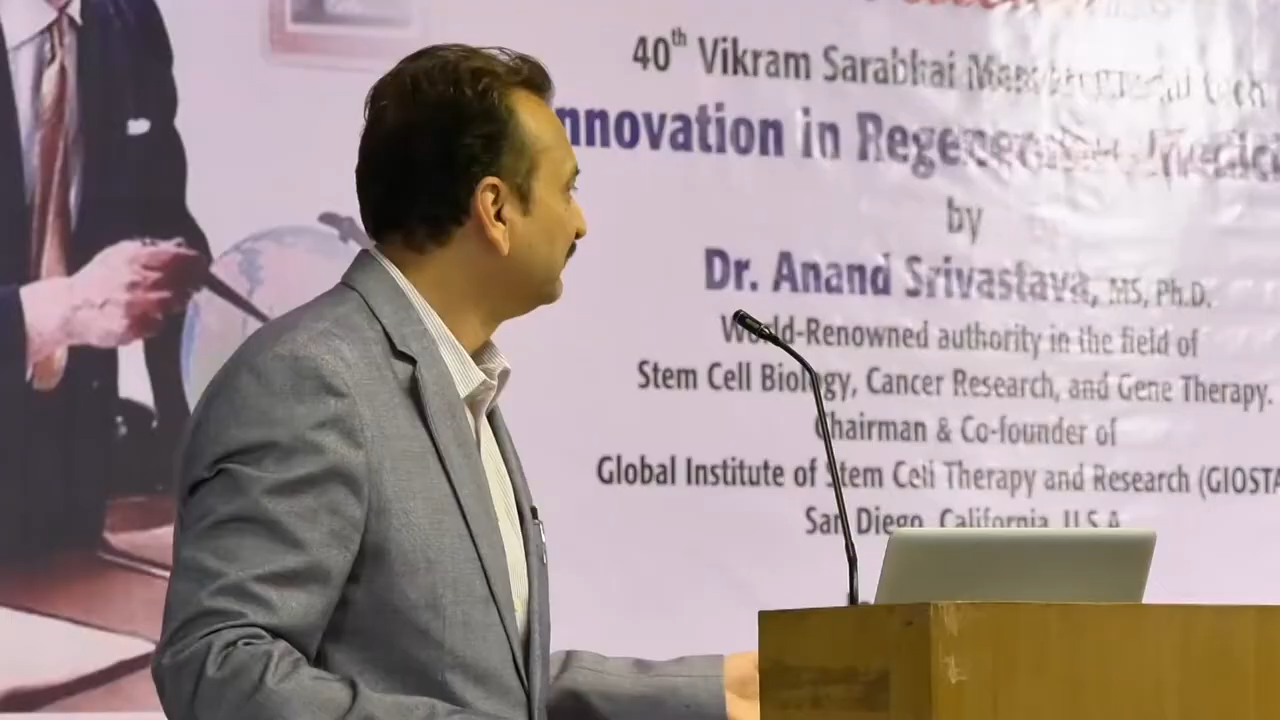 40th Vikram Sarabhai
nnovation in
by
Dr. Anand Srivastava, MS, Ph.D.
World-Renowned authority in the field of
Stem Cell Biology, Cancer Research, and Gene Therapy.
Chairman & Co-founder of
Global Institute of Stem Cell Therapy and Research (GIOSTA
San Diego, California, U.S.A.